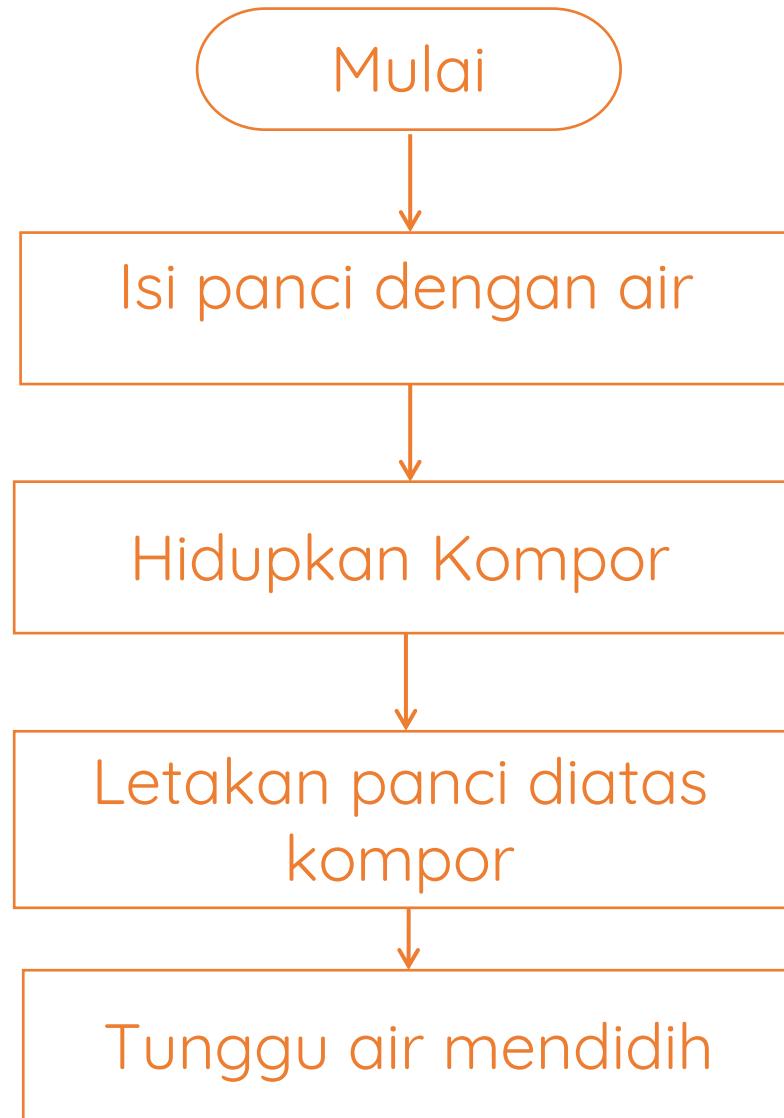 Mulai
Isi panci dengan air
Hidupkan Kompor
Letakan panci diatas
kompor
Tunggu air mendidih